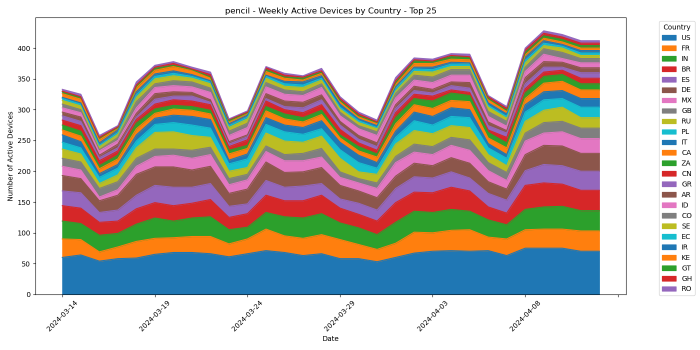 pencil - Weekly Active Devices by Country - Top 25
Number of Active Devices
400
350
300
250
200
150
100
50
0
2024-03-14
2024-03-19
2024-03-24
2024-03-29
2024-04-03
2024-04-08
Date
Country
US
FR
IN
BR
ES
DE
MX
GB
RU
PL
IT
CA
ZA
CN
GR
AR
ID
CO
SE
EC
IR
KE
GT
GH
RO